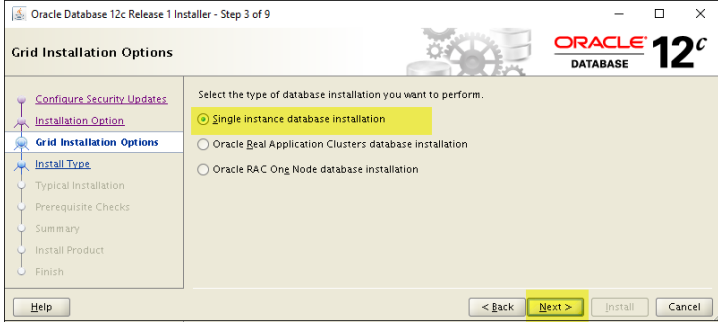 Oracle Database 12c Release 1 Installer - Step 3 of 9
Grid Installation Options
ORACLE
DATABASE
12c
Configure Security Updates
Installation Option
Grid Installation Options
Install Type
Typical Installation
Prerequisite Checks
Summary
Install Product
Finish
Select the type of database installation you want to perform.
Single instance database installation
Oracle Real Application Clusters database installation
Oracle RAC One Node database installation
Help
< Back
Next >
Install
Cancel